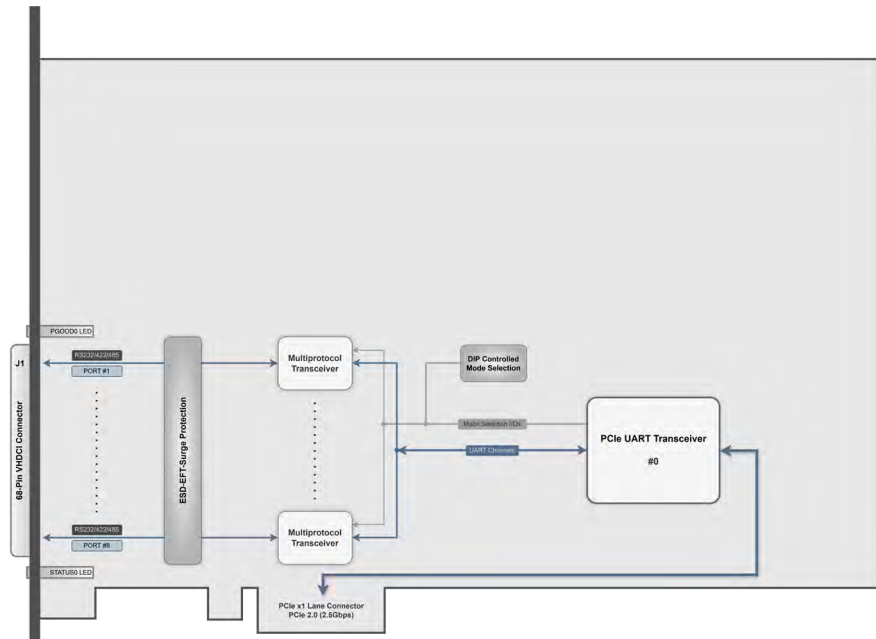 PGOOD0 LED
J1
68-Pin VHDCI Connector
RS232/422/485
PORT #1
ESD-EFT-Surge Protection
Multiprotocol
Transceiver
DIP Controlled
Mode Selection
Mode Selection I/Os
UART Channels
PCIe UART Transceiver
#0
RS232/422/485
PORT #8
Multiprotocol
Transceiver
STATUS0 LED
PCIe x1 Lane Connector
PCIe 2.0 (2.5Gbps)